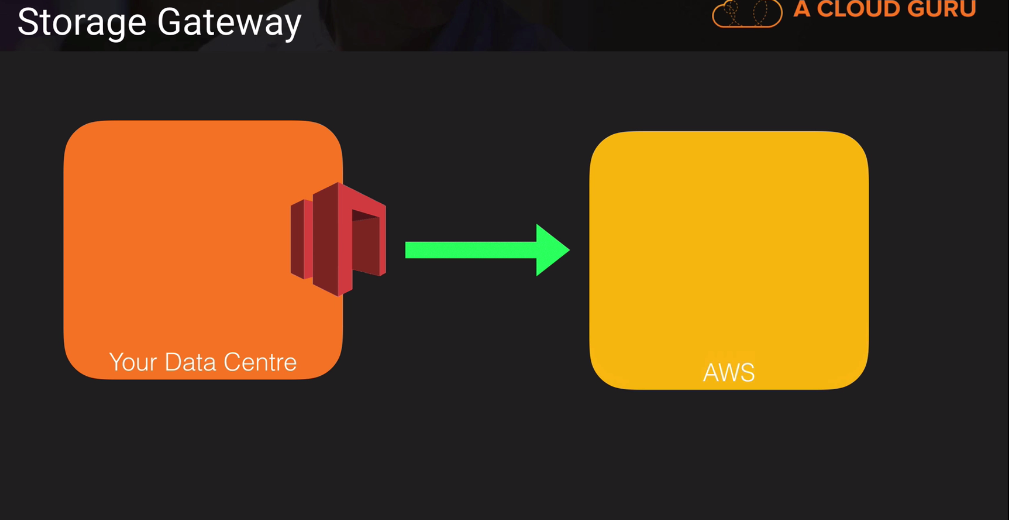 Storage Gateway
A CLOUD GURU
Your Data Centre
AWS